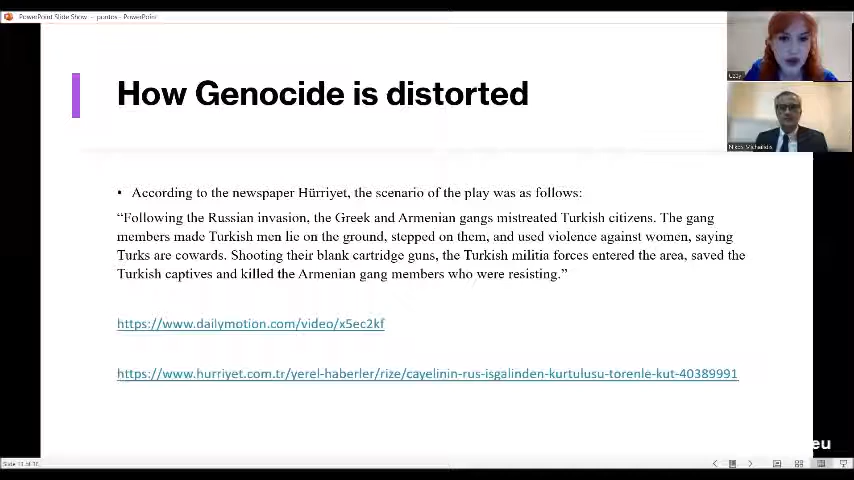 PowerPoint Slide Show - pontos - PowerPoint
How Genocide is distorted
Uzay
Nikos Michailidis
• According to the newspaper Hürriyet, the scenario of the play was as follows:
“Following the Russian invasion, the Greek and Armenian gangs mistreated Turkish citizens. The gang
members made Turkish men lie on the ground, stepped on them, and used violence against women, saying
Turks are cowards. Shooting their blank cartridge guns, the Turkish militia forces entered the area, saved the
Turkish captives and killed the Armenian gang members who were resisting.”
https://www.dailymotion.com/video/x5ec2kf
https://www.hurriyet.com.tr/yerel-haberler/rize/cayelinin-rus-isgalinden-kurtulusu-torenle-kut-40389991
eu